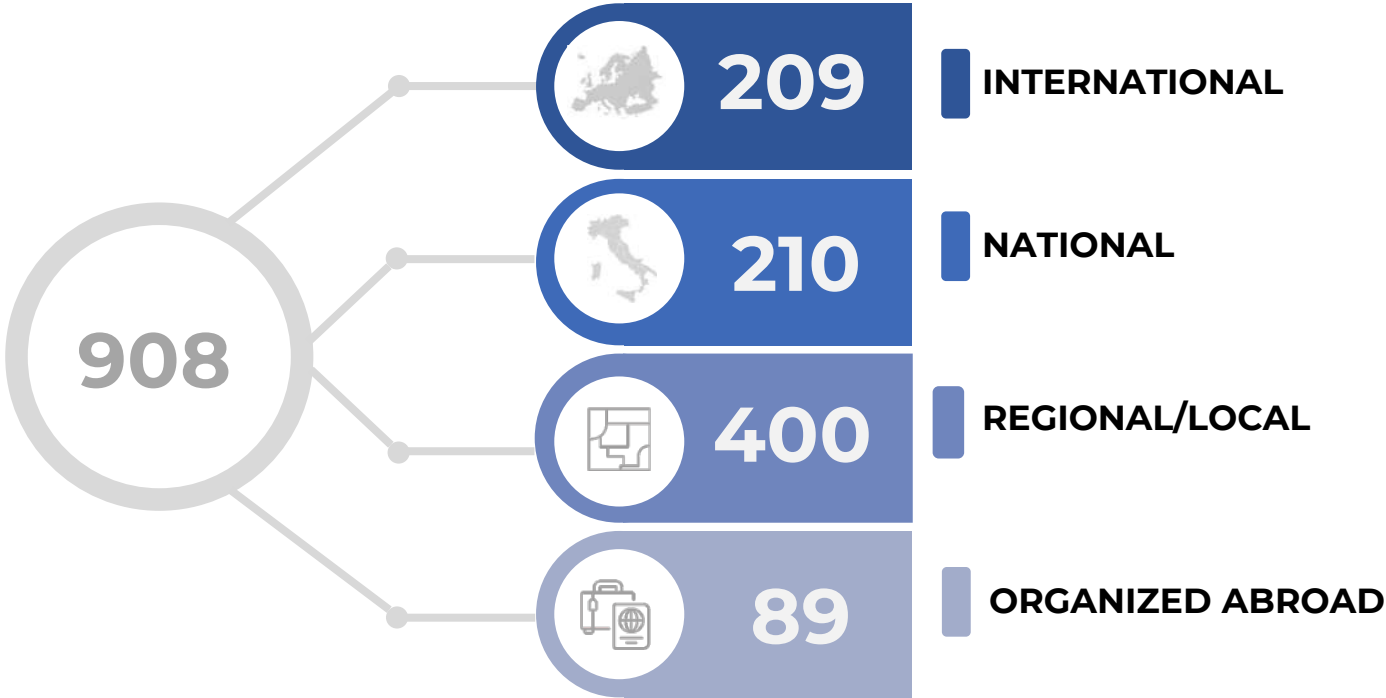 908
209
INTERNATIONAL
210
NATIONAL
400
REGIONAL/LOCAL
89
ORGANIZED ABROAD